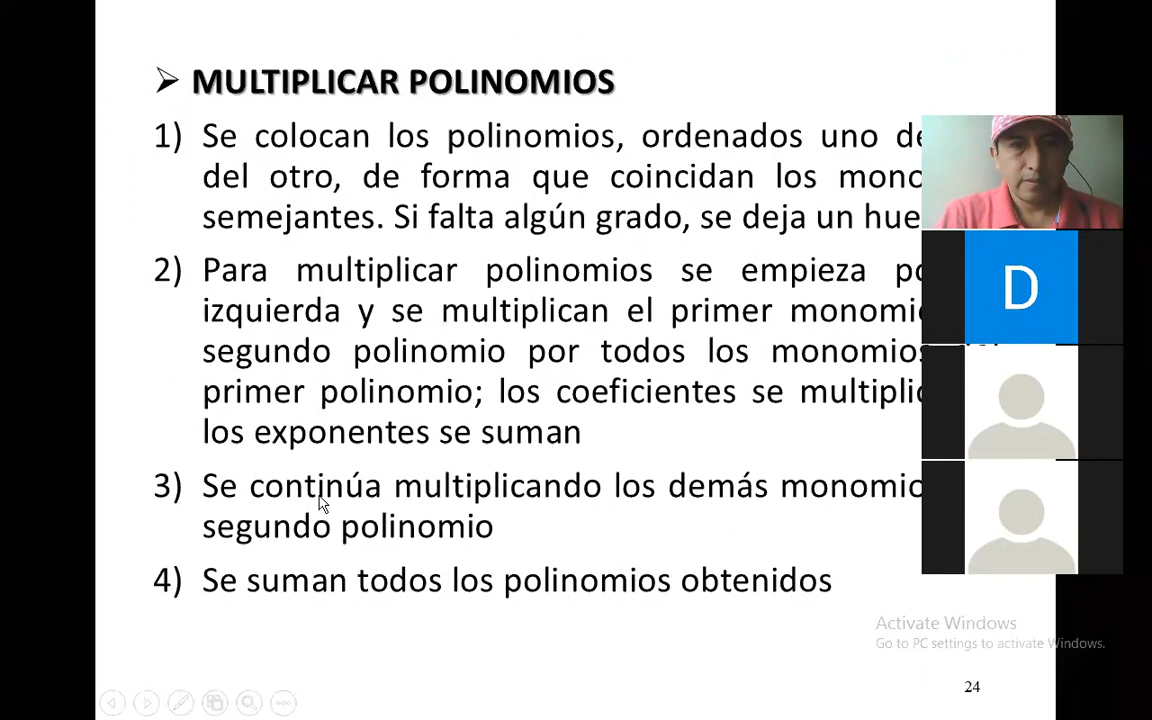 ➢ MULTIPLICAR POLINOMIOS
1) Se colocan los polinomios, ordenados uno
del otro, de forma que coincidan los
semejantes. Si falta algún grado, se deja un
2) Para multiplicar polinomios se empieza
izquierda y se multiplican el primer
segundo polinomio por todos los monomios
primer polinomio; los coeficientes se
los exponentes se suman
3) Se continúa multiplicando los demás
segundo polinomio
4) Se suman todos los polinomios obtenidos
D
Activate Windows
Go to PC settings to activate Windows.
24